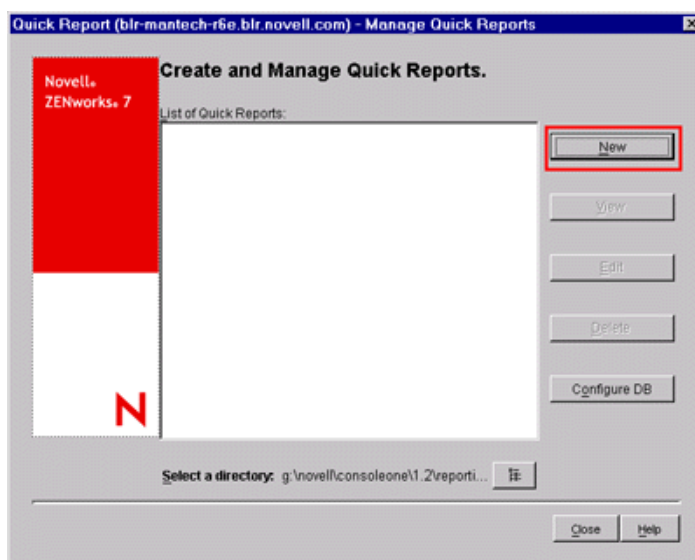 Quick Report (blr-mantech-r6e.blr.novell.com) - Manage Quick Reports
Novell®
ZENworks® 7
Create and Manage Quick Reports.
List of Quick Reports:
New
View
Edit
Delete
Configure DB
N
Select a directory: g:\novell\consoleone\1.2\reporti...
Close
Help